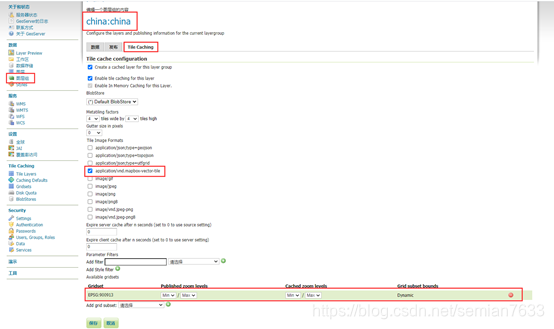 关于和状态
服务器状态
GeoServer的日志
联系方式
关于 GeoServer
数据
Layer Preview
工作区
数据存储
图层
图层组
Styles
服务
WMS
WMTS
WFS
WCS
设置
全球
JAI
覆盖面访问
Tile Caching
Tile Layers
Caching Defaults
Gridsets
Disk Quota
BlobStores
Security
Settings
Authentication
Passwords
Users, Groups, Roles
Data
Services
演示
工具
编辑一个图层组的内容
china:china
Configure the layers and publishing information for the current layergroup
数据 发布 Tile Caching
Tile cache configuration
Create a cached layer for this layer group
Enable tile caching for this layer
Enable In Memory Caching for this Layer.
BlobStore
(*) Default BlobStore
Metatiling factors
4 tiles wide by 4 tiles high
Gutter size in pixels
0
Tile Image Formats
application/json;type=geojson
application/json;type=topojson
application/json;type=utfgrid
application/vnd.mapbox-vector-tile
image/gif
image/jpeg
image/png
image/png8
image/vnd.jpeg-png
image/vnd.jpeg-png8
Expire server cache after n seconds (set to 0 to use source setting)
0
Expire client cache after n seconds (set to 0 to use server setting)
0
Parameter Filters
Add filter 请选择
Add Style filter
Available gridsets
Gridset Published zoom levels Cached zoom levels Grid subset bounds
EPSG:900913 Min / Max Min / Max Dynamic
Add grid subset: 请选择
保存 取消
https://blog.csdn.net/semian7633